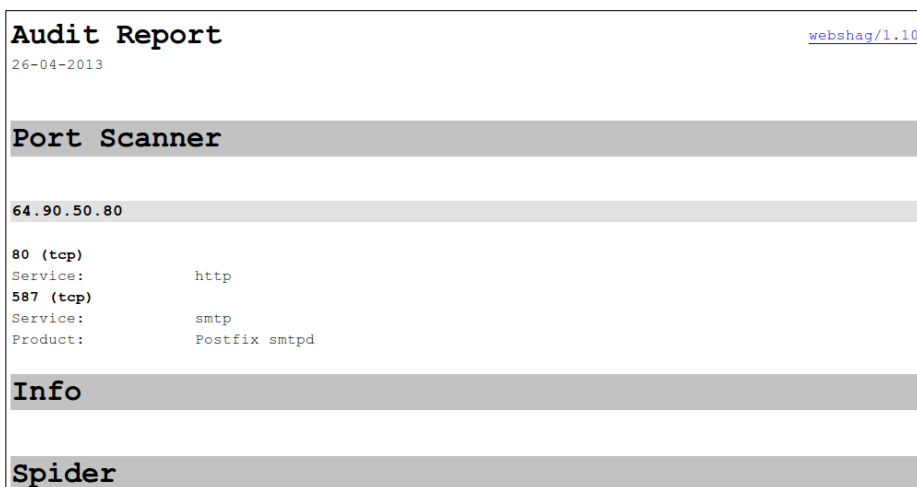 Audit Report
webshag/1.10
26-04-2013
Port Scanner
64.90.50.80
80 (tcp)
Service: http
587 (tcp)
Service: smtp
Product: Postfix smtpd
Info
Spider